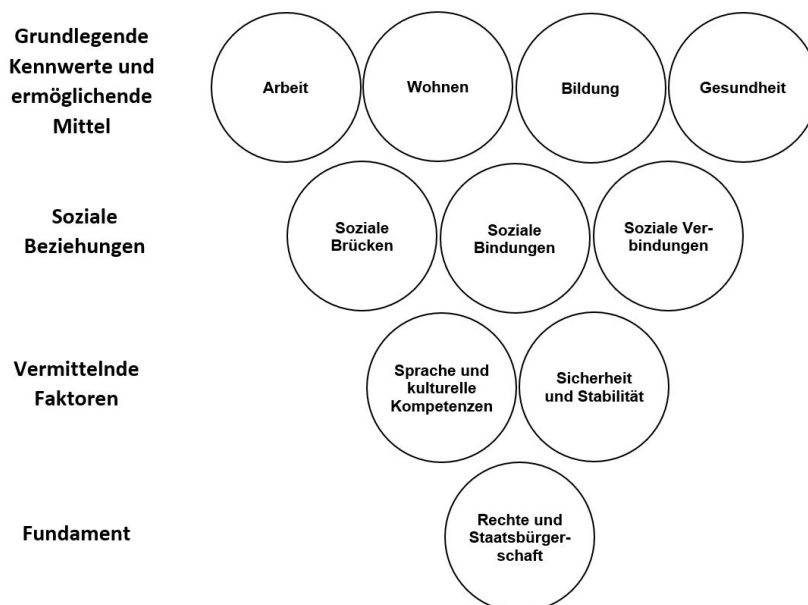 Grundlegende
Kennwerte und
ermöglichende
Mittel
Arbeit
Wohnen
Bildung
Gesundheit
Soziale
Beziehungen
Soziale
Brücken
Soziale
Bindungen
Soziale Ver-
bindungen
Vermittelnde
Faktoren
Sprache und
kulturelle
Kompetenzen
Sicherheit
und Stabilität
Fundament
Rechte und
Staatsbürger-
schaft